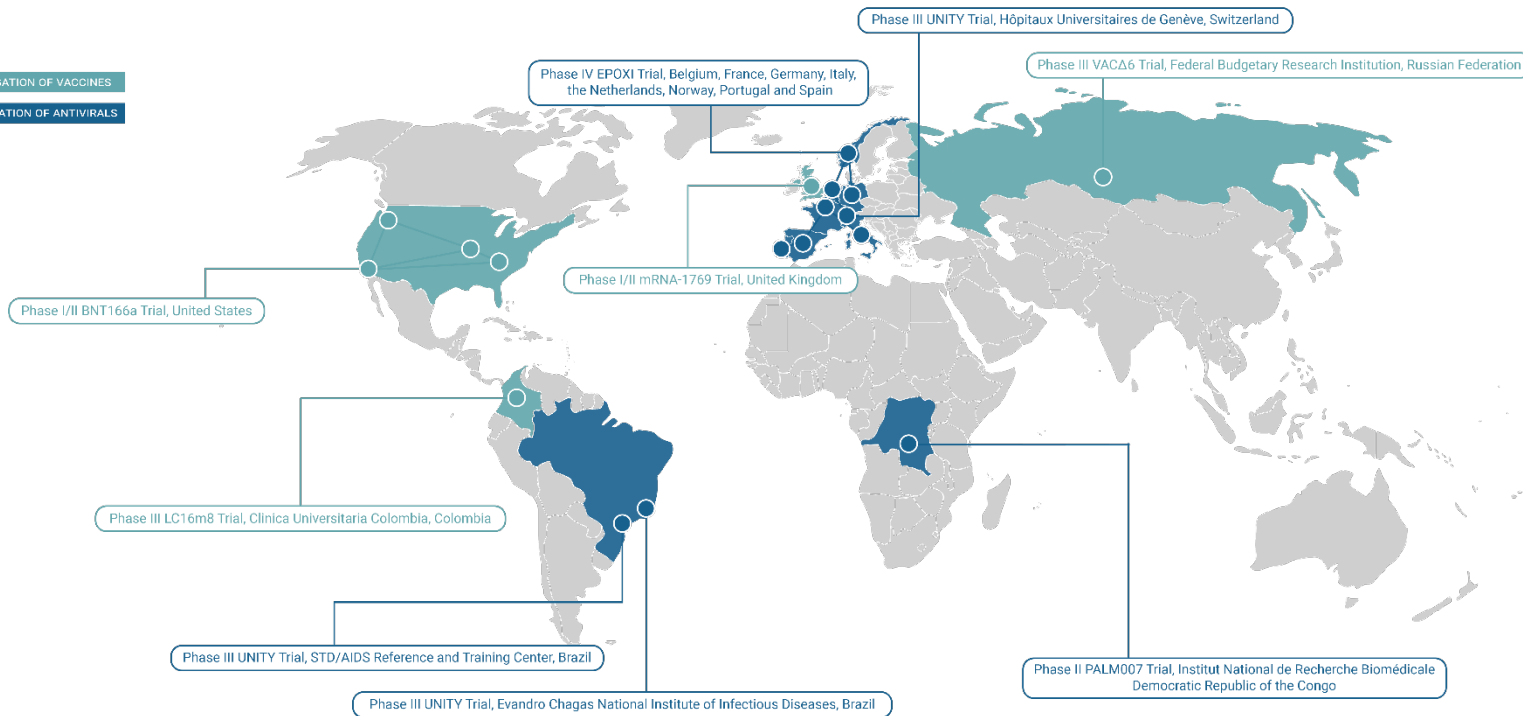 Phase III UNITY Trial, Hôpitaux Universitaires de Genève, Switzerland
Phase III VACΔ6 Trial, Federal Budgetary Research Institution, Russian Federation
Phase IV EPOXI Trial, Belgium, France, Germany, Italy,
the Netherlands, Norway, Portugal and Spain
OF VACCINES
OF ANTIVIRALS
Phase I/II mRNA-1769 Trial, United Kingdom
Phase I/II BNT166a Trial, United States
Phase III LC16m8 Trial, Clinica Universitaria Colombia, Colombia
Phase III UNITY Trial, STD/AIDS Reference and Training Center, Brazil
Phase II PALM007 Trial, Institut National de Recherche Biomédicale
Democratic Republic of the Congo
Phase III UNITY Trial, Evandro Chagas National Institute of Infectious Diseases, Brazil